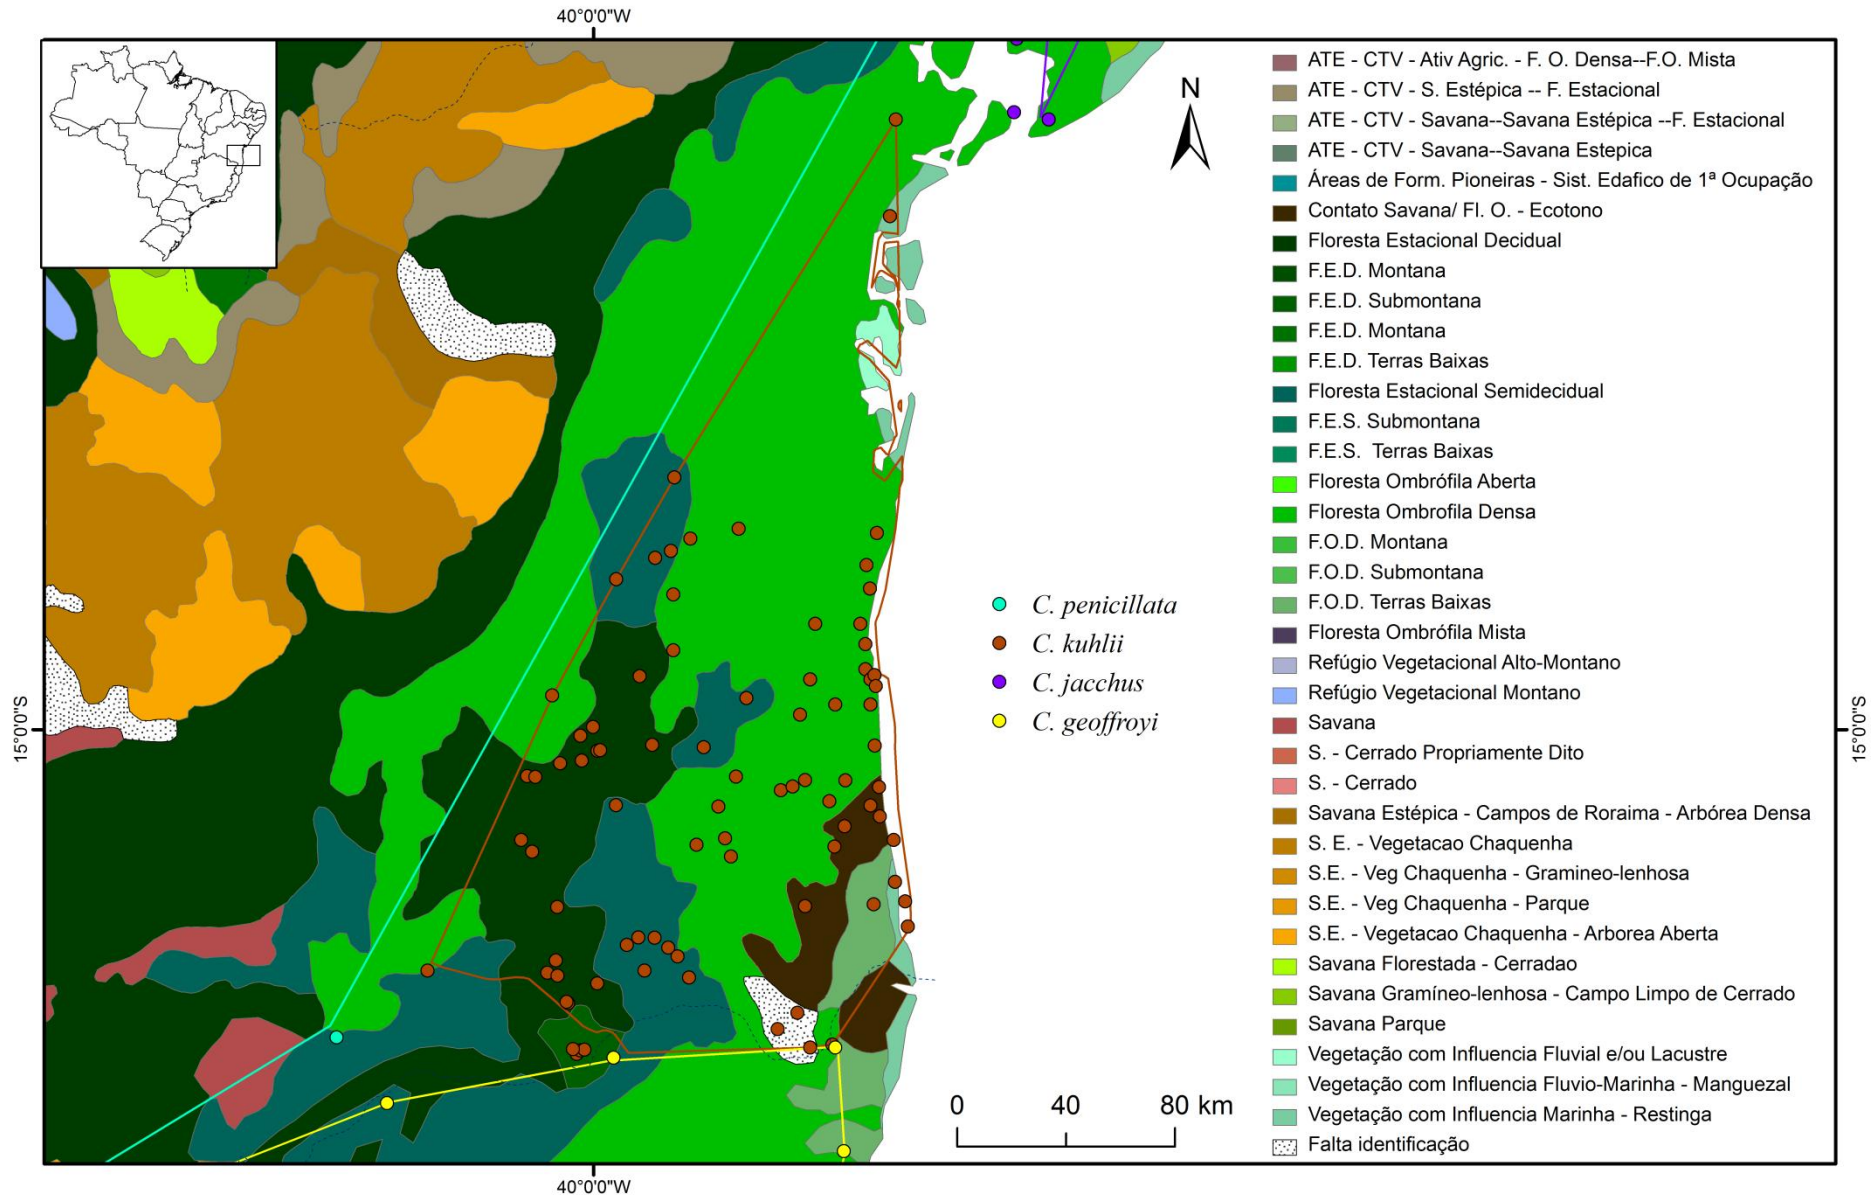 40°0'0"W
N
ATE - CTV - Ativ Agric. - F. O. Densa--F.O. Mista
ATE - CTV - S. Estépica -- F. Estacional
ATE - CTV - Savana--Savana Estépica --F. Estacional
ATE - CTV - Savana--Savana Estepica
Áreas de Form. Pioneiras - Sist. Edafico de 1ª Ocupação
Contato Savana/ Fl. O. - Ecotono
Floresta Estacional Decidual
F.E.D. Montana
F.E.D. Submontana
F.E.D. Montana
F.E.D. Terras Baixas
Floresta Estacional Semidecidual
F.E.S. Submontana
F.E.S. Terras Baixas
Floresta Ombrófila Aberta
Floresta Ombrofila Densa
F.O.D. Montana
F.O.D. Submontana
F.O.D. Terras Baixas
Floresta Ombrófila Mista
Refúgio Vegetacional Alto-Montano
Refúgio Vegetacional Montano
Savana
S. - Cerrado Propriamente Dito
S. - Cerrado
Savana Estépica - Campos de Roraima - Arbórea Densa
S. E. - Vegetacao Chaquenha
S.E. - Veg Chaquenha - Gramineo-lenhosa
S.E. - Veg Chaquenha - Parque
S.E. - Vegetacao Chaquenha - Arborea Aberta
Savana Florestada - Cerradao
Savana Gramíneo-lenhosa - Campo Limpo de Cerrado
Savana Parque
Vegetação com Influencia Fluvial e/ou Lacustre
Vegetação com Influencia Fluvio-Marinha - Manguezal
Vegetação com Influencia Marinha - Restinga
Falta identificação
C. penicillata
C. kuhlii
C. jacchus
C. geoffroyi
15°0'0"S
15°0'0"S
0 40 80 km
40°0'0"W